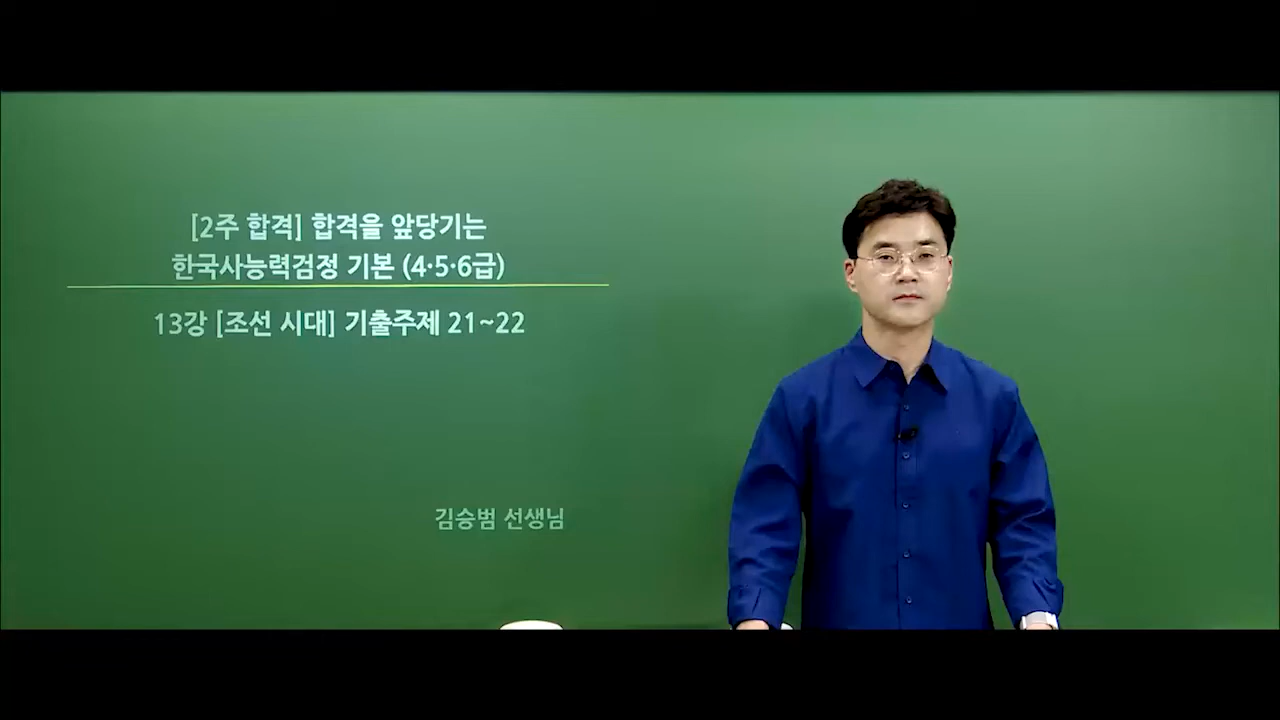 [2주 합격] 합격을 앞당기는
한국사능력검정 기본 (4·5·6급)
13강 [조선 시대] 기출주제 21~22
김승범 선생님